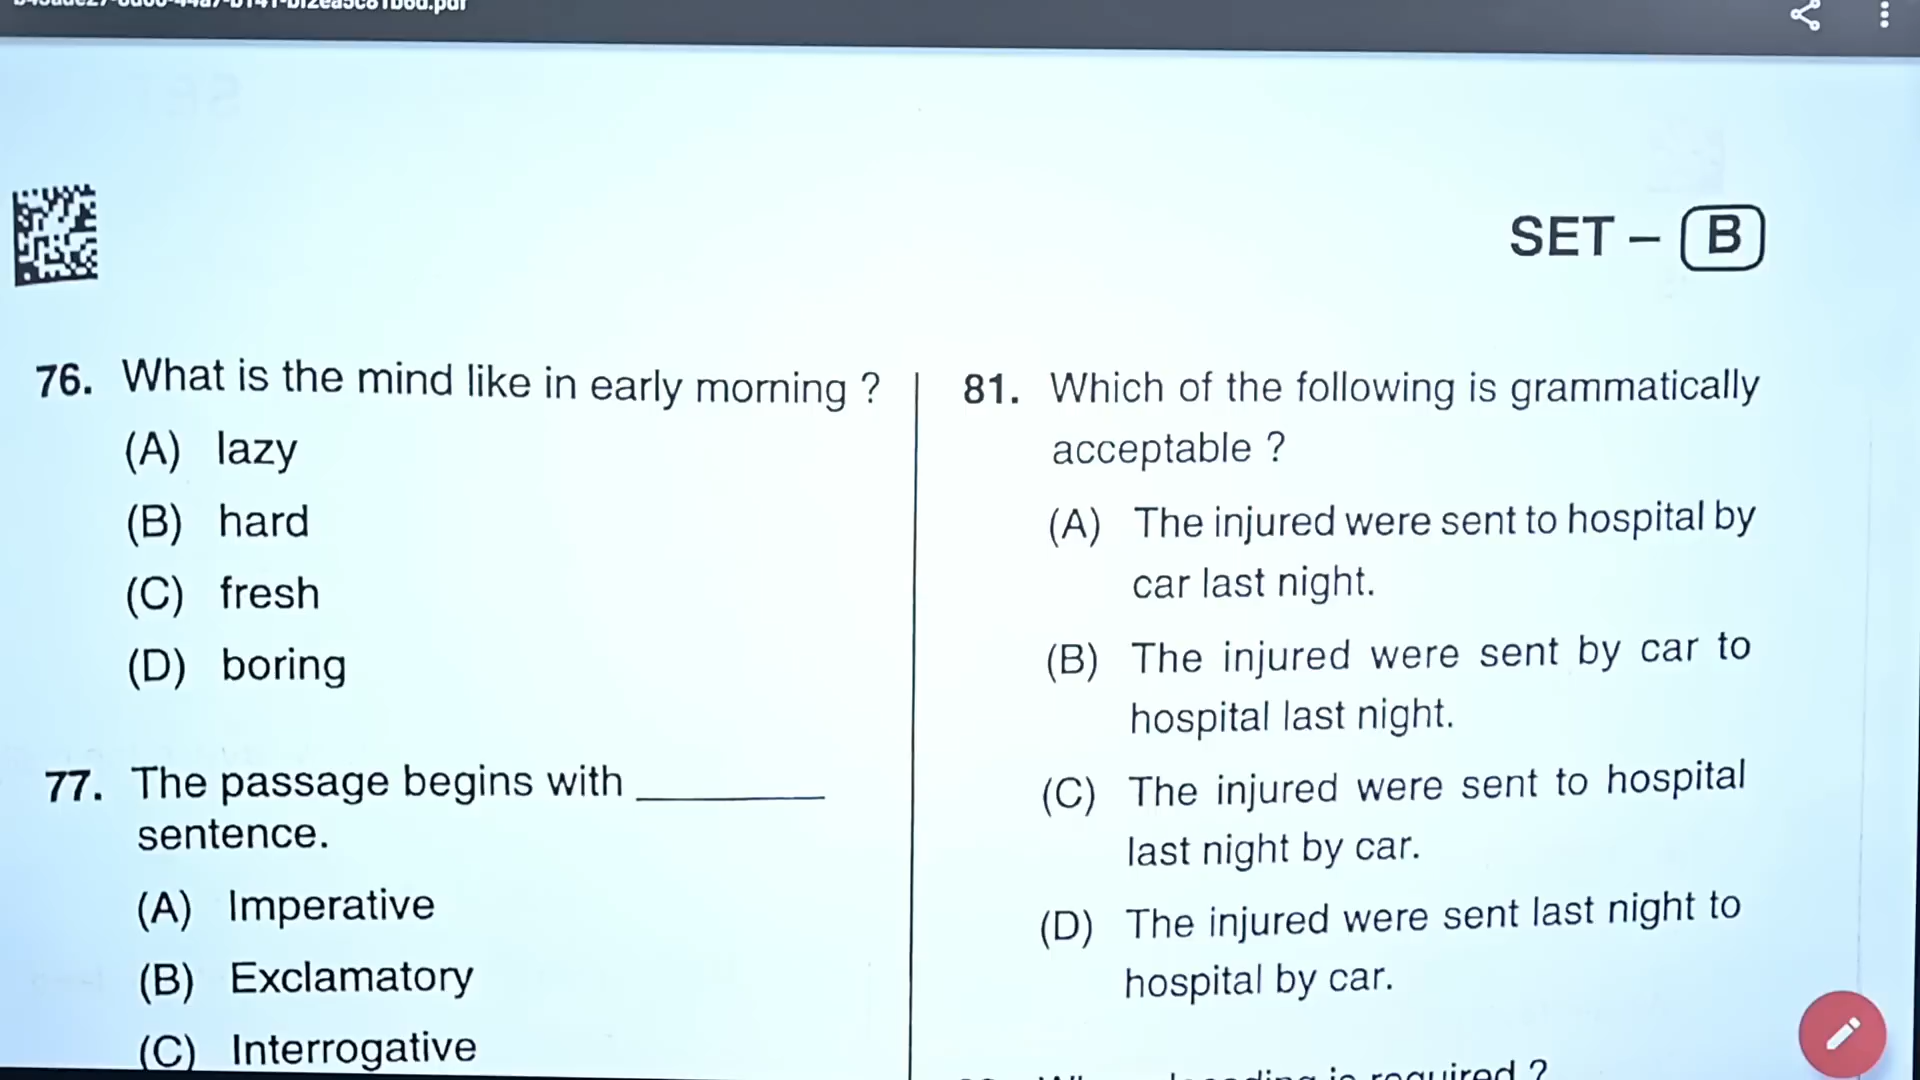 SET – B
76. What is the mind like in early morning ?
(A) lazy
(B) hard
(C) fresh
(D) boring
77. The passage begins with ________
sentence.
(A) Imperative
(B) Exclamatory
(C) Interrogative
81. Which of the following is grammatically
acceptable ?
(A) The injured were sent to hospital by
car last night.
(B) The injured were sent by car to
hospital last night.
(C) The injured were sent to hospital
last night by car.
(D) The injured were sent last night to
hospital by car.
is required ?